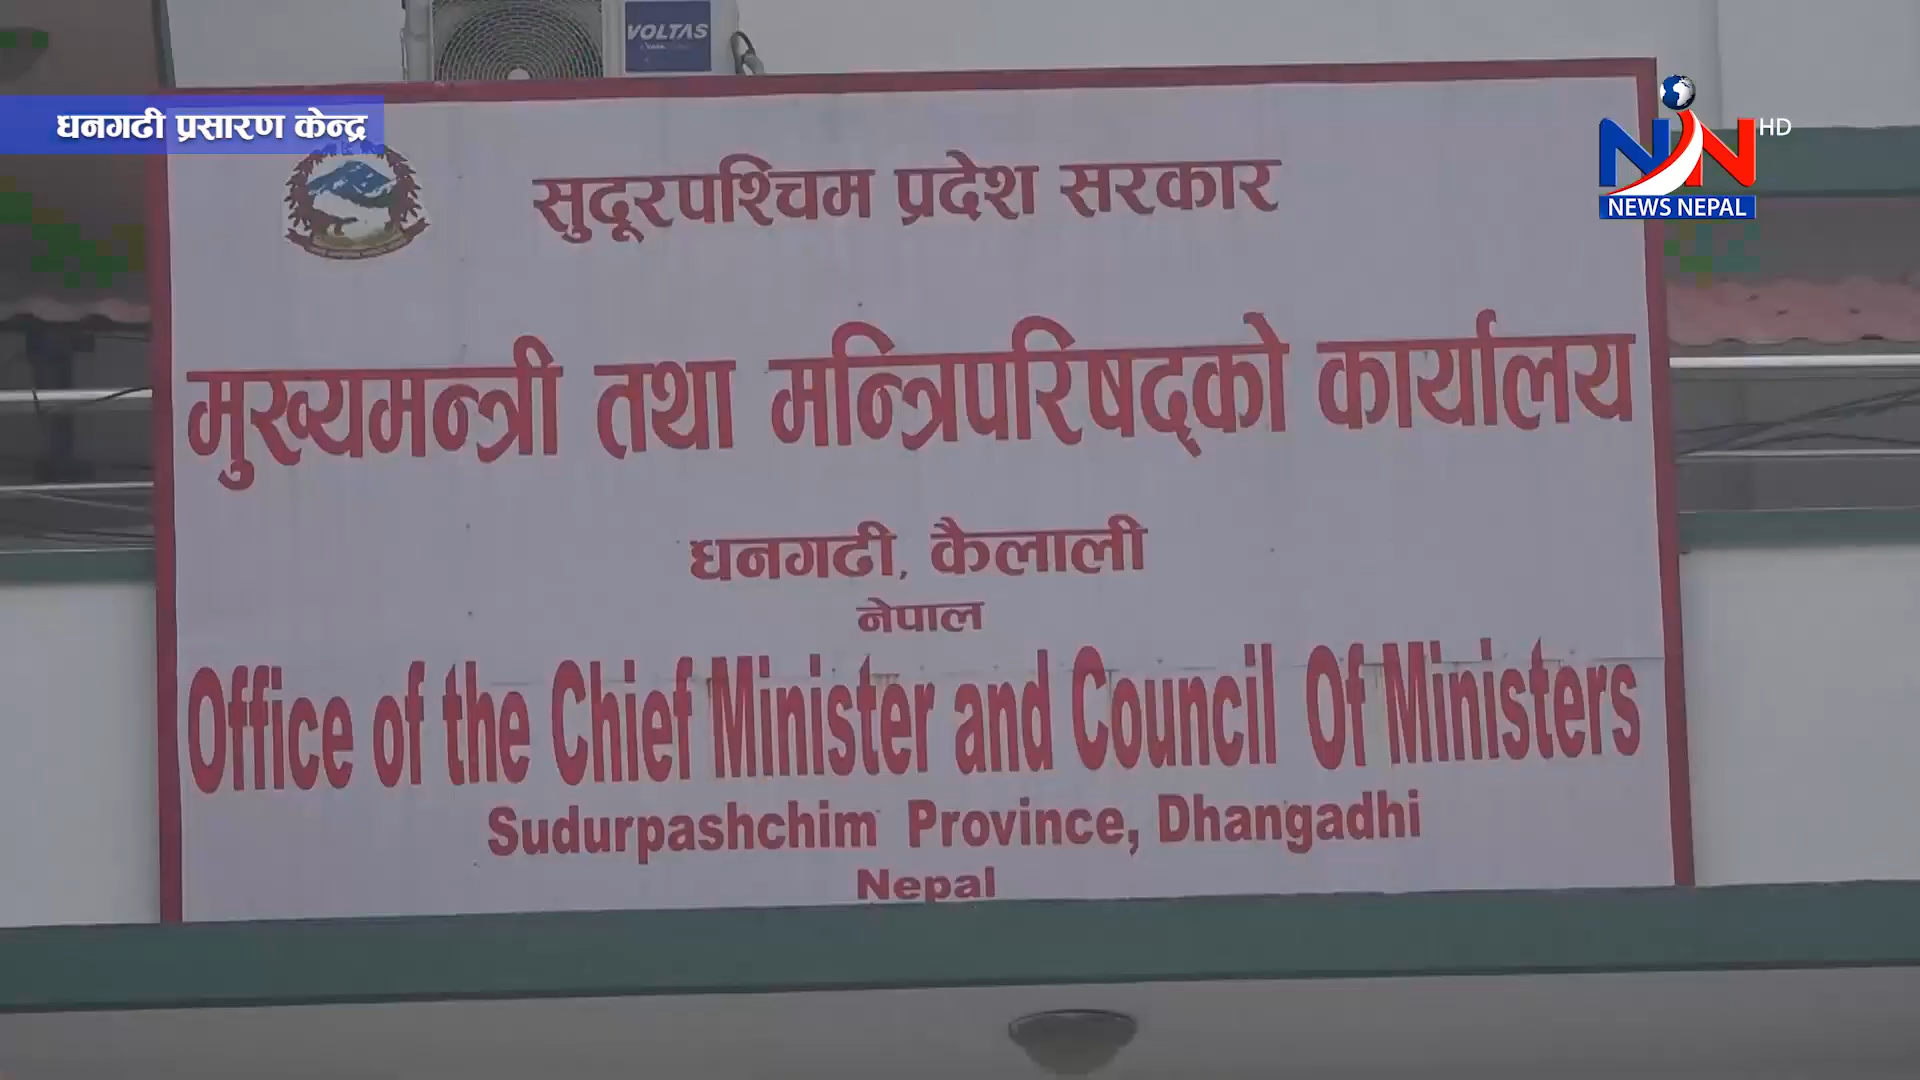 VOLTAS
धनगढी प्रसारण केन्द्र
HD
NEWS NEPAL
सुदूरपश्चिम प्रदेश सरकार
मुख्यमन्त्री तथा मन्त्रिपरिषद्को कार्यालय
धनगढी, कैलाली
नेपाल
Office of the Chief Minister and Council Of Ministers
Sudurpashchim Province, Dhangadhi
Nepal